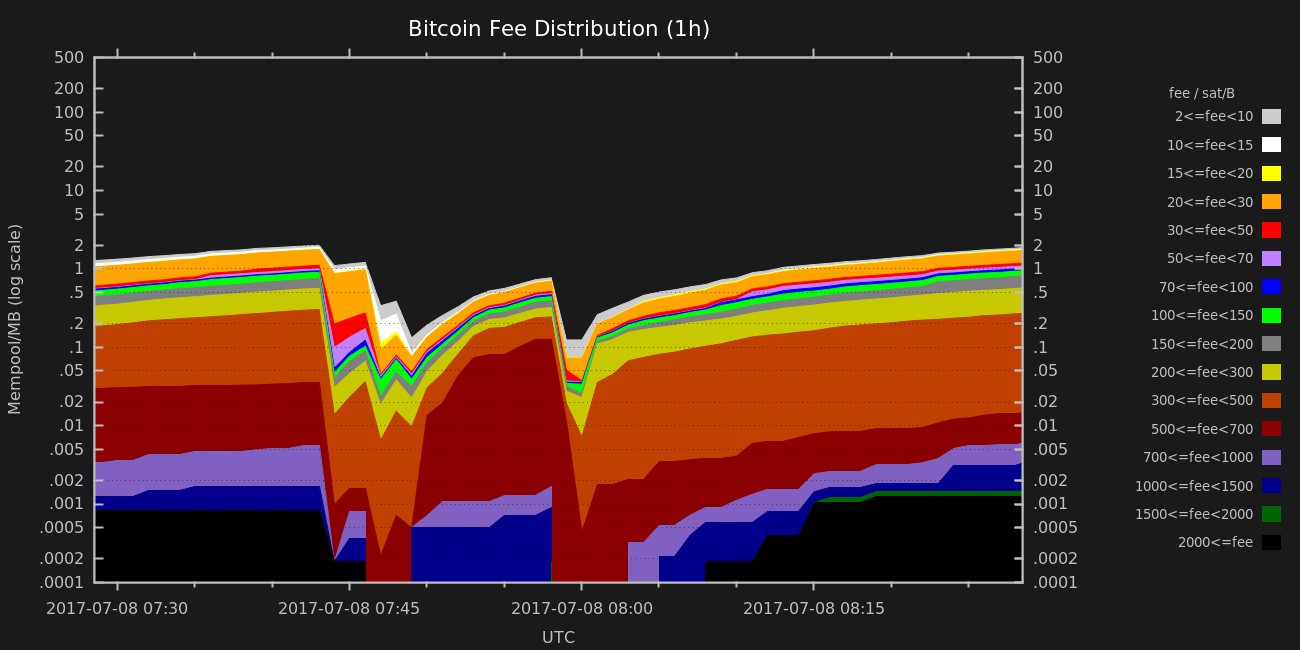 Bitcoin Fee Distribution (1h)
500 500
200 200
100 100
50 50
20 20
10 10
5 5
2 2
1 1
.5 .5
.2 .2
.1 .1
.05 .05
.02 .02
.01 .01
.005 .005
.002 .002
.001 .001
.0005 .0005
.0002 .0002
.0001 .0001
Mempool/MB (log scale)
2017-07-08 07:30 2017-07-08 07:45 2017-07-08 08:00 2017-07-08 08:15
UTC
fee / sat/B
2<=fee<10
10<=fee<15
15<=fee<20
20<=fee<30
30<=fee<50
50<=fee<70
70<=fee<100
100<=fee<150
150<=fee<200
200<=fee<300
300<=fee<500
500<=fee<700
700<=fee<1000
1000<=fee<1500
1500<=fee<2000
2000<=fee